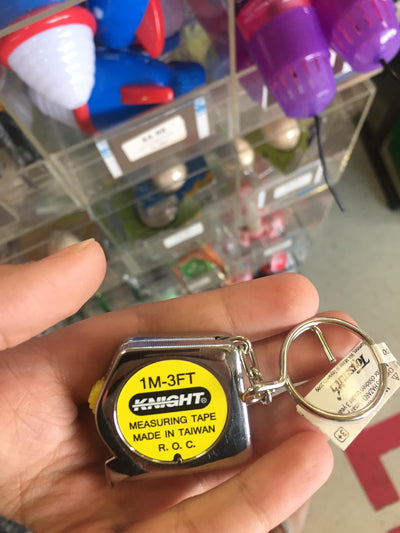 1M-3FT
KNIGHT
MEASURING TAPE
MADE IN TAIWAN
R. O. C.